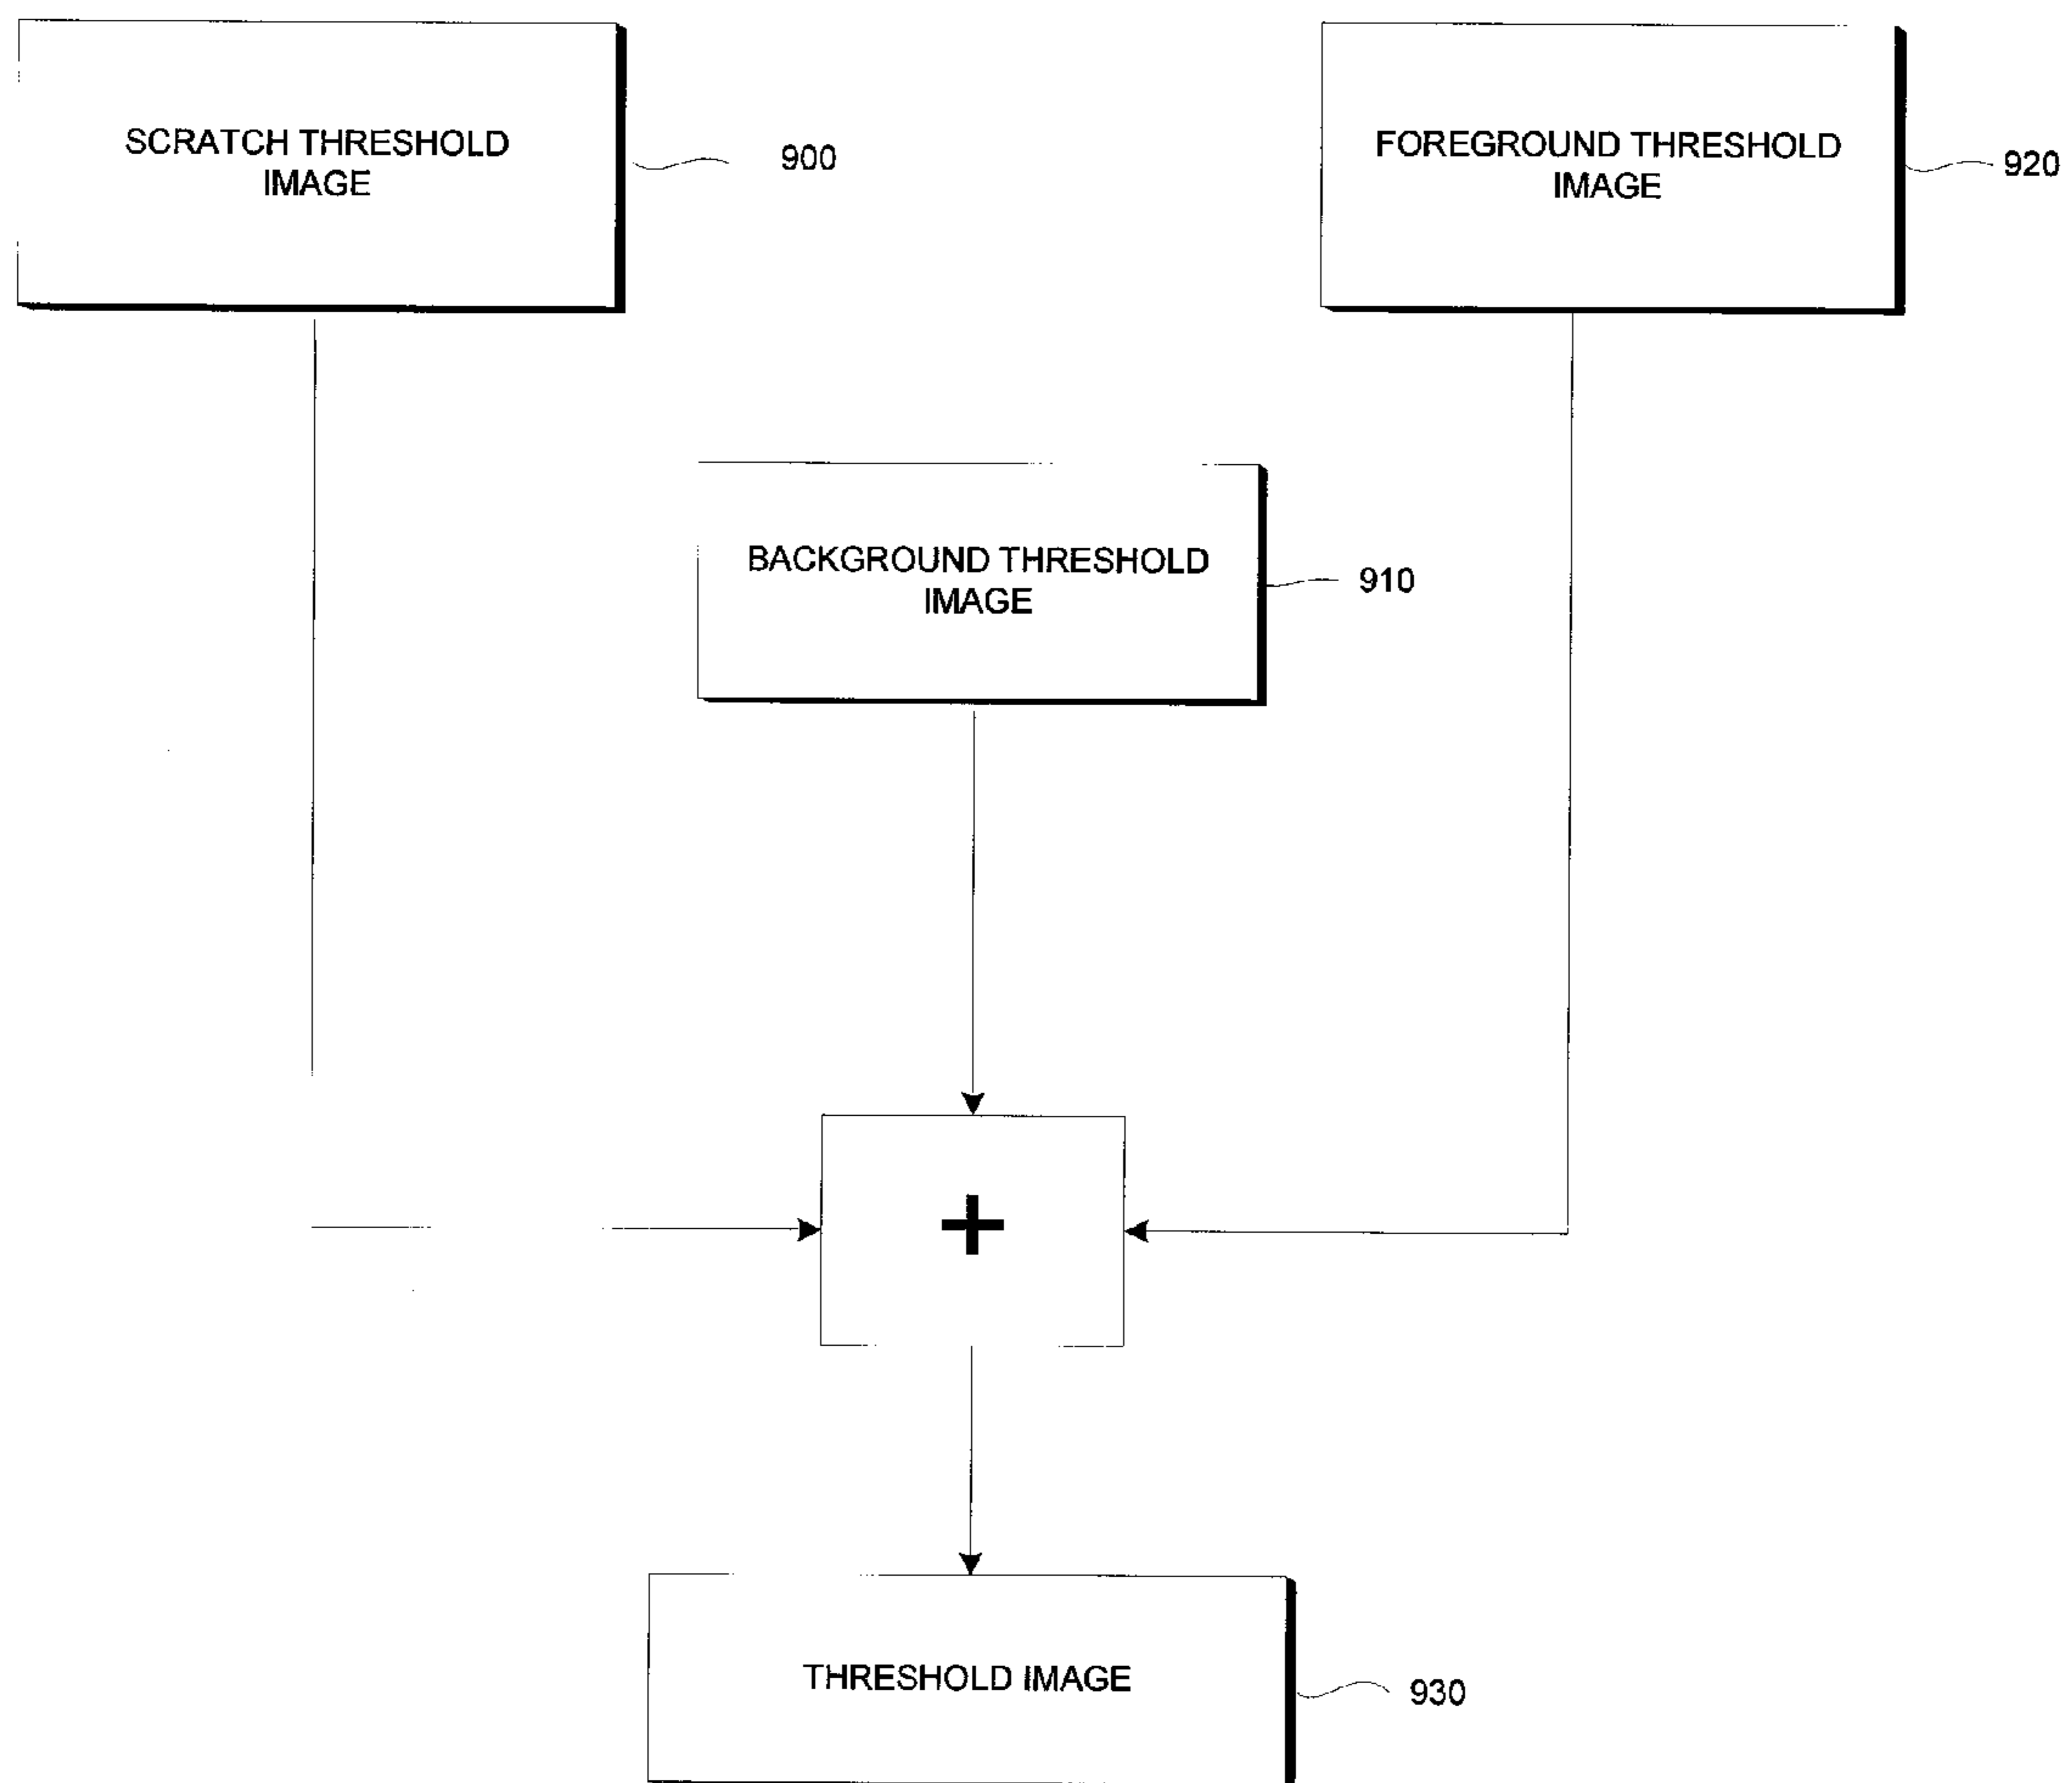 SCRATCH THRESHOLD
IMAGE
900
FOREGROUND THRESHOLD
IMAGE
920
BACKGROUND THRESHOLD
IMAGE
910
+
THRESHOLD IMAGE
930